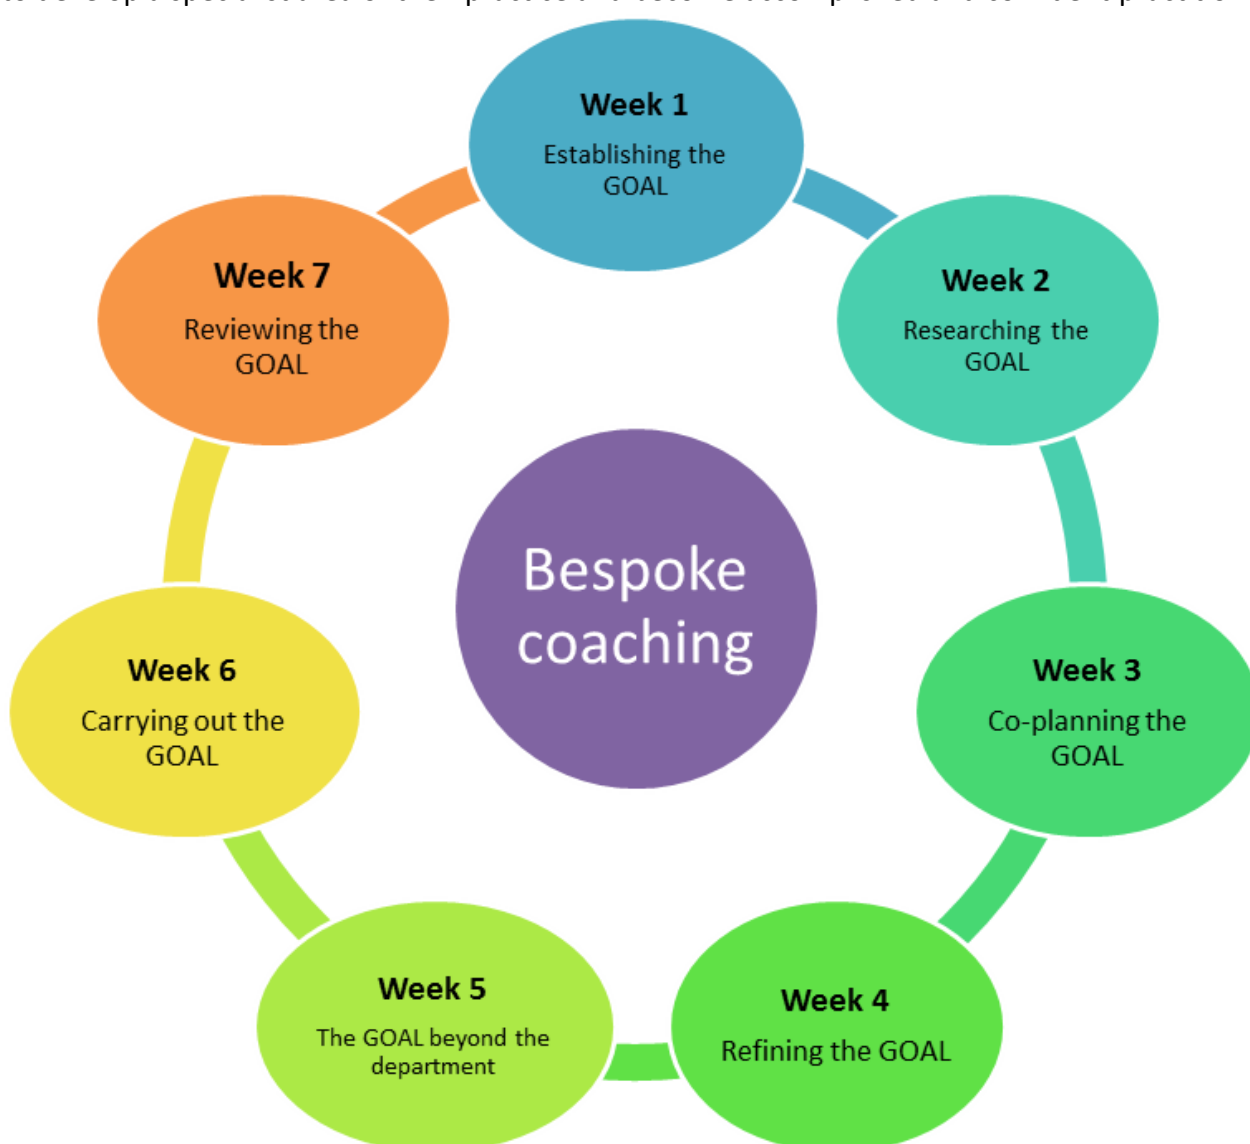 Week 1
Establishing the
GOAL
Week 2
Researching the
GOAL
Week 3
Co-planning the
GOAL
Week 4
Refining the GOAL
Week 5
The GOAL beyond the
department
Week 6
Carrying out the
GOAL
Week 7
Reviewing the
GOAL
Bespoke
coaching